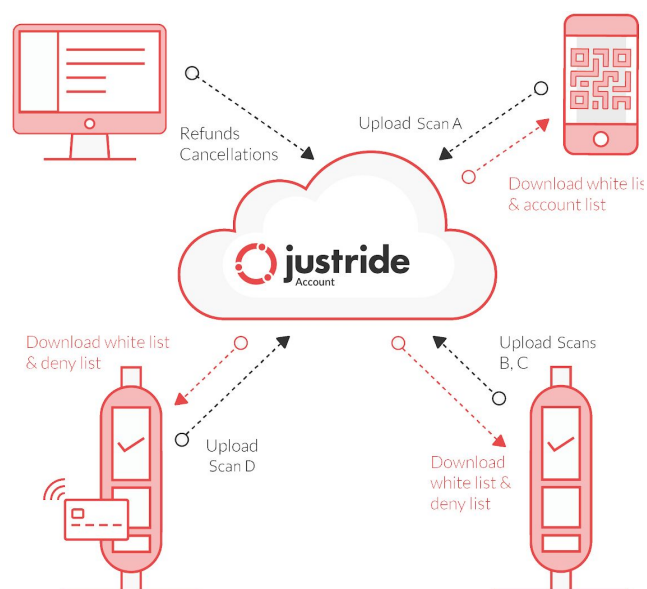 Refunds
Cancellations
Upload Scan A
Download white lis
& account list
justride
Account
Download white list
& deny list
Upload Scans
B, C
Upload
Scan D
Download
white list &
deny list